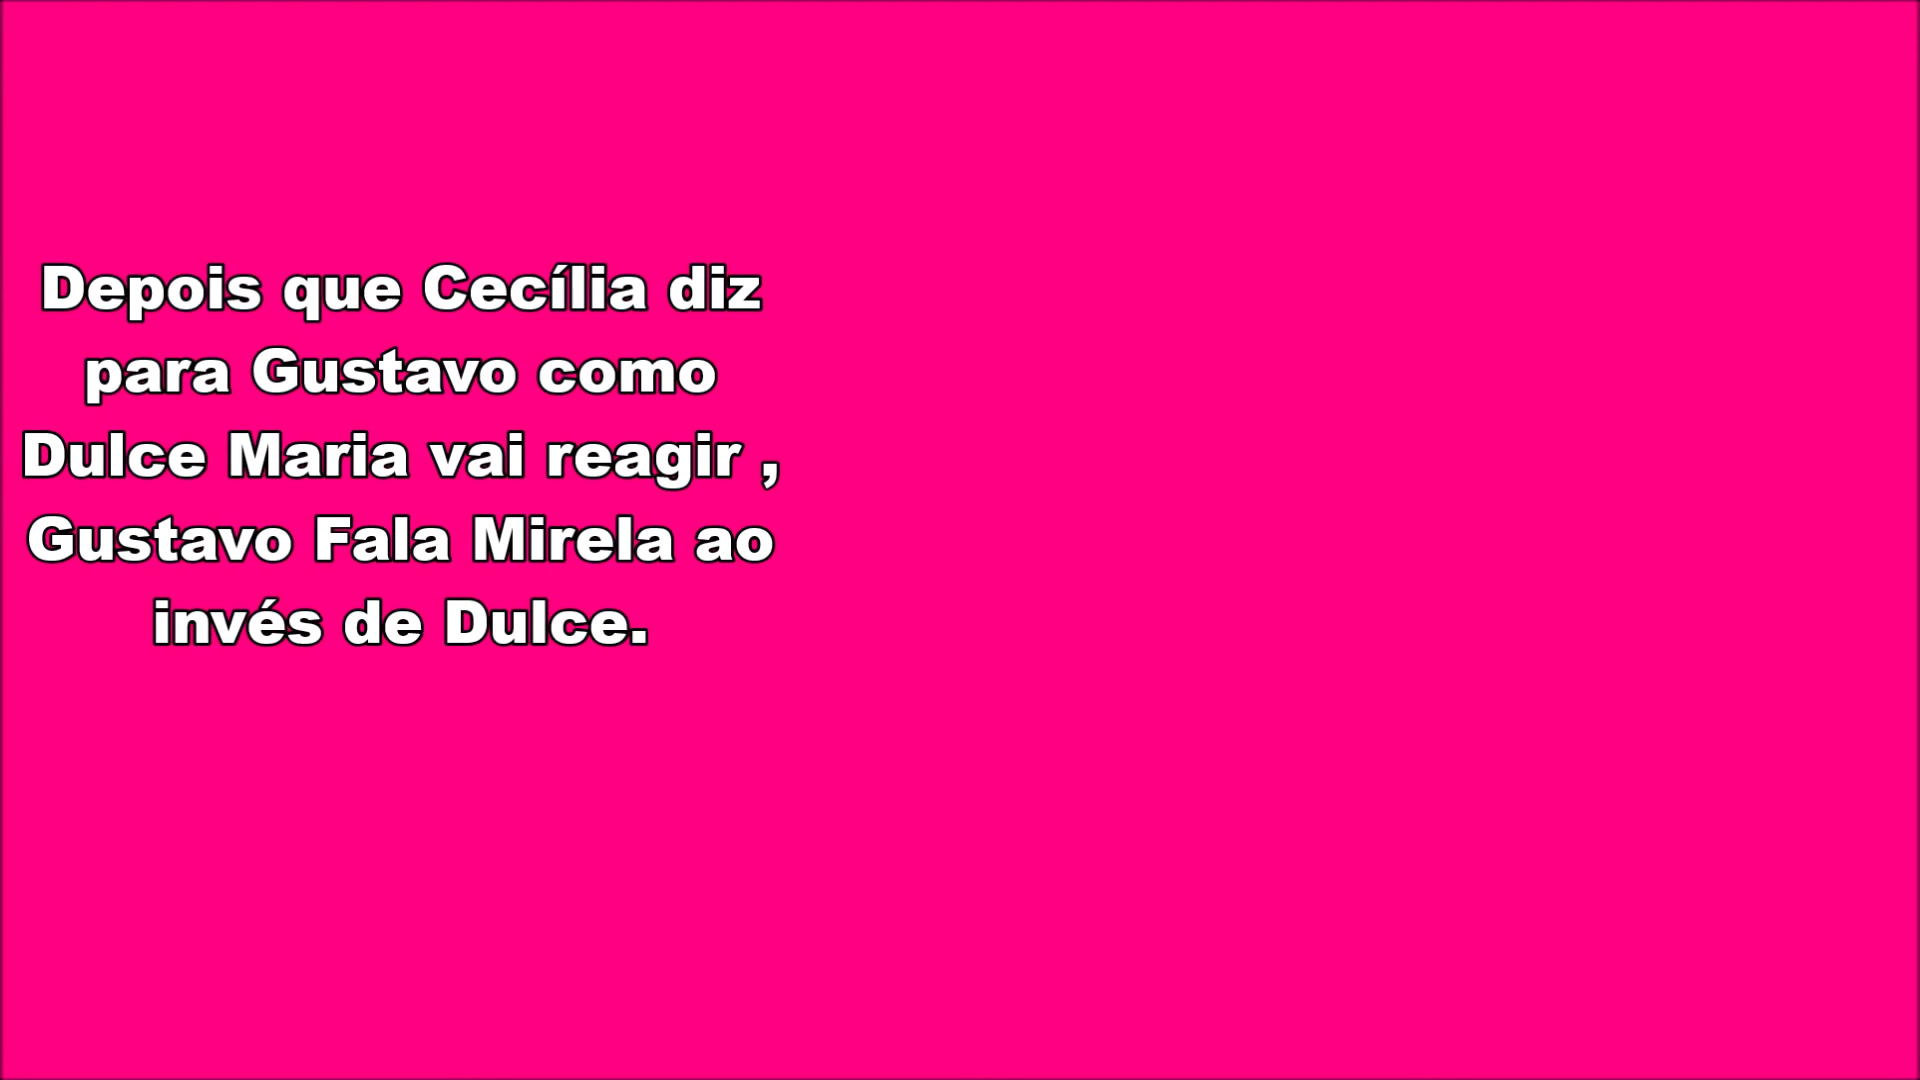 Depois que Cecília diz
para Gustavo como
Dulce Maria vai reagir ,
Gustavo Fala Mirela ao
invés de Dulce.